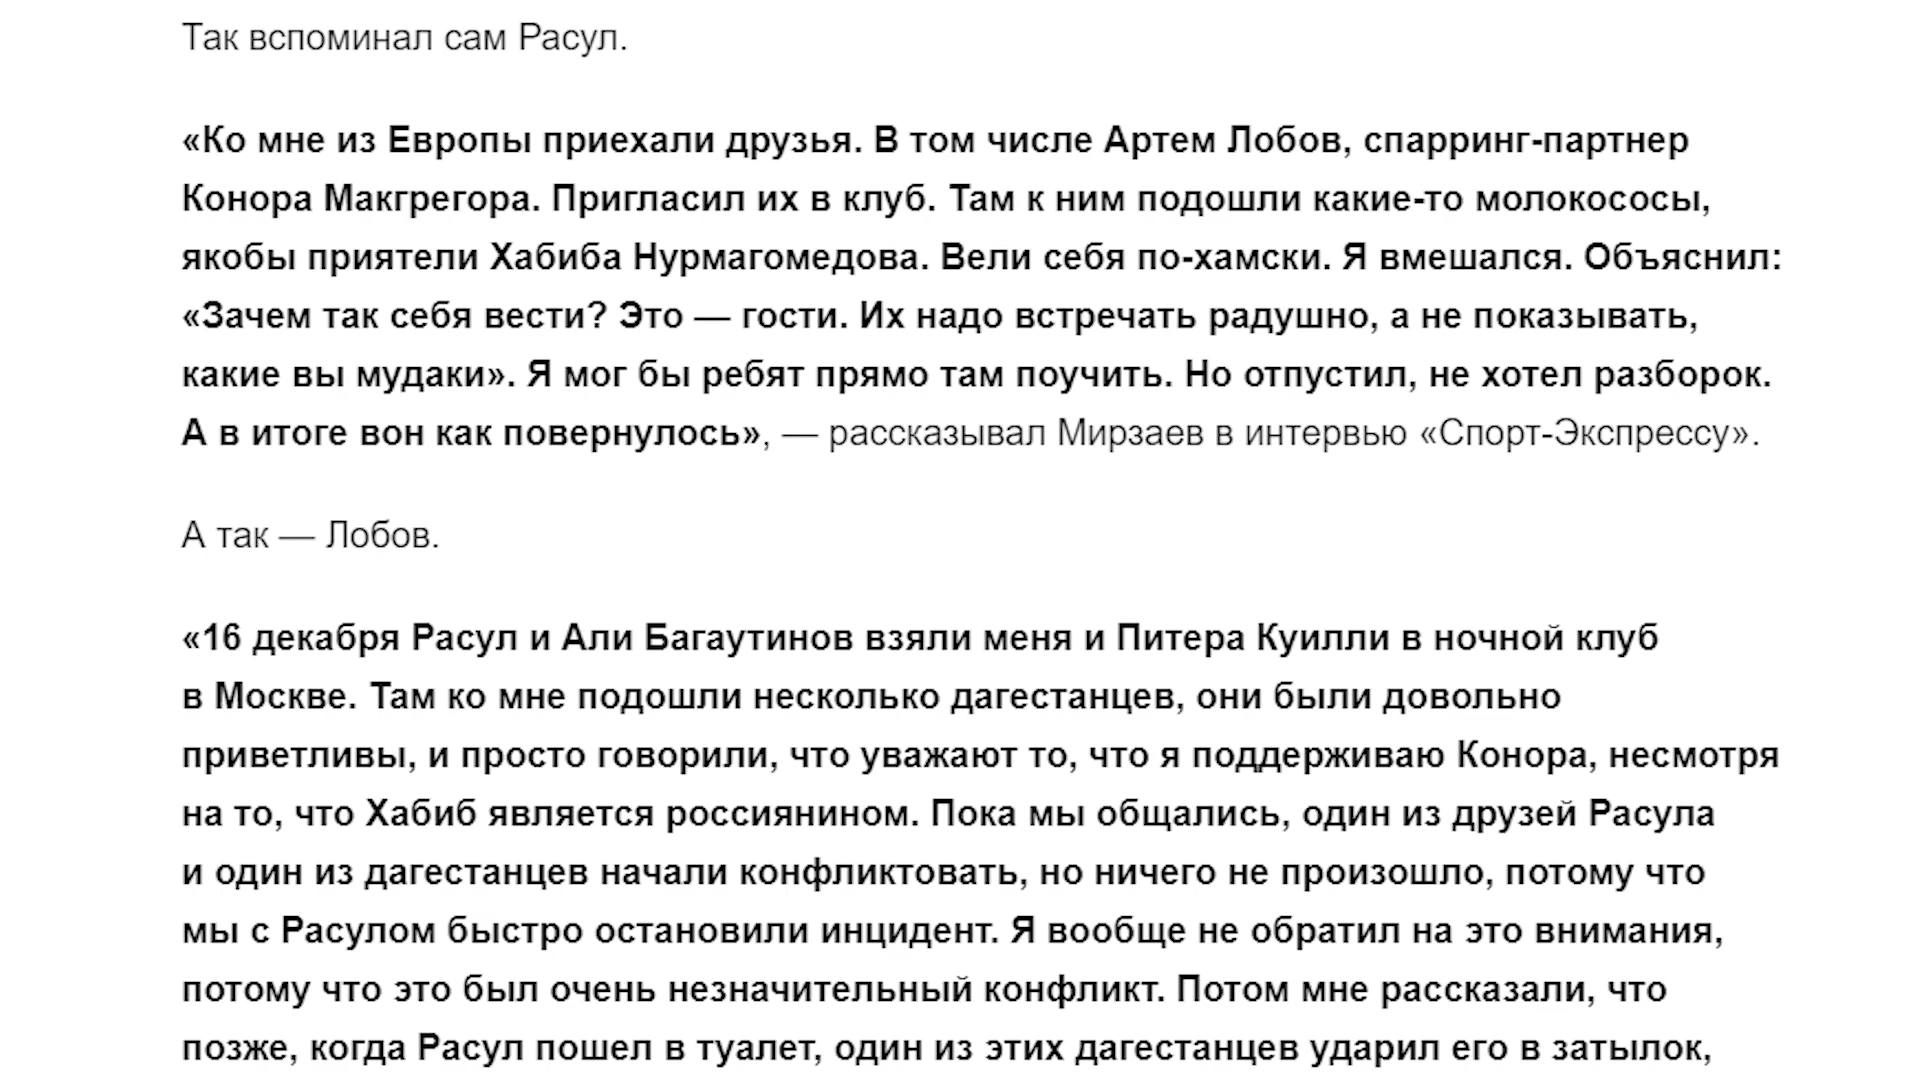 Так вспоминал сам Расул.
«Ко мне из Европы приехали друзья. В том числе Артем Лобов, спарринг-партнер
Конора Макгрегора. Пригласил их в клуб. Там к ним подошли какие-то молокососы,
якобы приятели Хабиба Нурмагомедова. Вели себя по-хамски. Я вмешался. Объяснил:
«Зачем так себя вести? Это — гости. Их надо встречать радушно, а не показывать,
какие вы мудаки». Я мог бы ребят прямо там поучить. Но отпустил, не хотел разборок.
А в итоге вон как повернулось», — рассказывал Мирзаев в интервью «Спорт-Экспрессу».
А так — Лобов.
«16 декабря Расул и Али Багаутинов взяли меня и Питера Куилли в ночной клуб
в Москве. Там ко мне подошли несколько дагестанцев, они были довольно
приветливы, и просто говорили, что уважают то, что я поддерживаю Конора, несмотря
на то, что Хабиб является россиянином. Пока мы общались, один из друзей Расула
и один из дагестанцев начали конфликтовать, но ничего не произошло, потому что
мы с Расулом быстро остановили инцидент. Я вообще не обратил на это внимания,
потому что это был очень незначительный конфликт. Потом мне рассказали, что
позже, когда Расул пошел в туалет, один из этих дагестанцев ударил его в затылок,